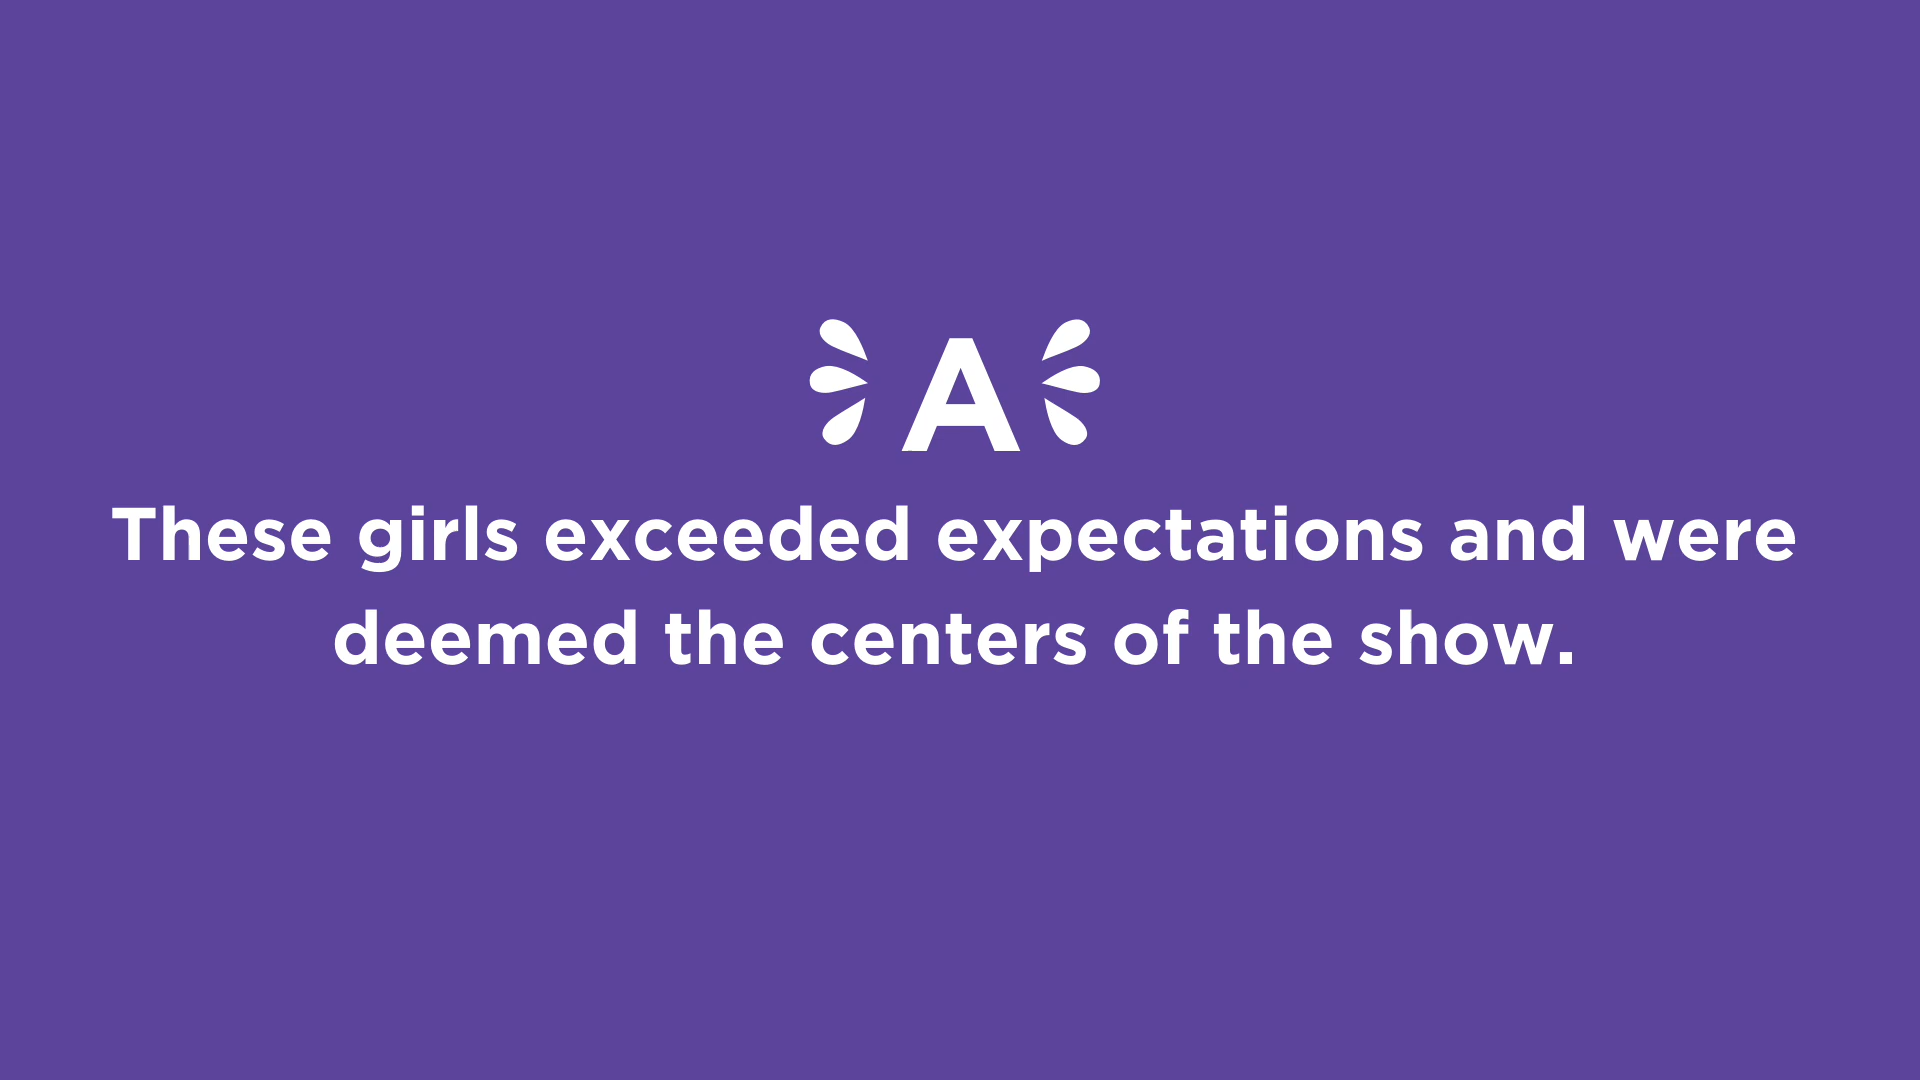 A
These girls exceeded expectations and were
deemed the centers of the show.